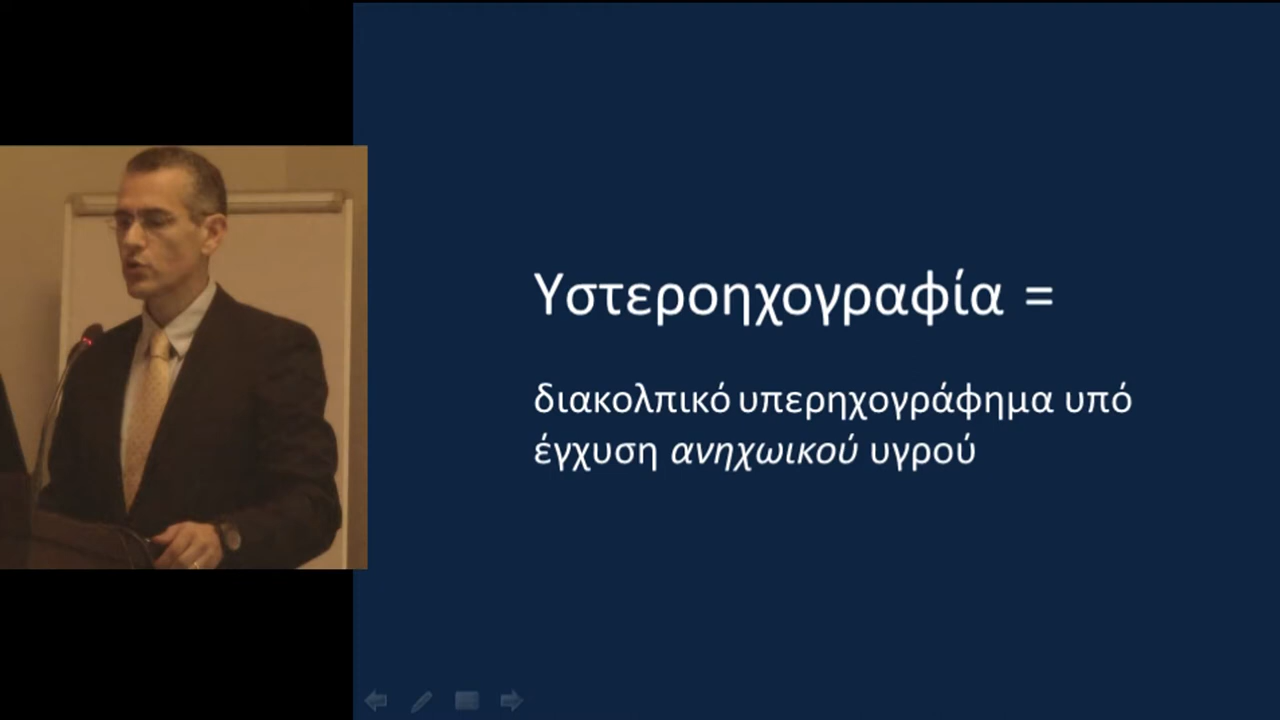 Υστεροηχογραφία =
διακολπικό υπερηχογράφημα υπό
έγχυση ανηχωικού υγρού